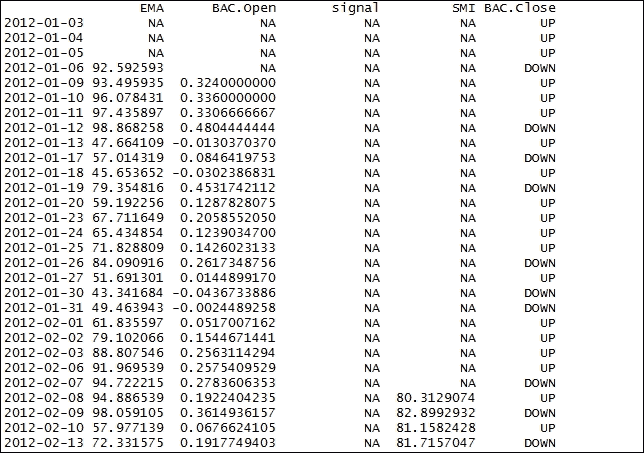 EMA BAC.Open signal SMI BAC.Close
2012-01-03 NA NA NA NA UP
2012-01-04 NA NA NA NA UP
2012-01-05 NA NA NA NA UP
2012-01-06 92.592593 NA NA NA DOWN
2012-01-09 93.495935 0.3240000000 NA NA UP
2012-01-10 96.078431 0.3360000000 NA NA UP
2012-01-11 97.435897 0.3306666667 NA NA UP
2012-01-12 98.868258 0.4804444444 NA NA DOWN
2012-01-13 47.664109 -0.0130370370 NA NA UP
2012-01-17 57.014319 0.0846419753 NA NA DOWN
2012-01-18 45.653652 -0.0302386831 NA NA UP
2012-01-19 79.354816 0.4531742112 NA NA DOWN
2012-01-20 59.192256 0.1287828075 NA NA UP
2012-01-23 67.711649 0.2058552050 NA NA UP
2012-01-24 65.434854 0.1239034700 NA NA UP
2012-01-25 71.828809 0.1426023133 NA NA UP
2012-01-26 84.090916 0.2617348756 NA NA DOWN
2012-01-27 51.691301 0.0144899170 NA NA UP
2012-01-30 43.341684 -0.0436733886 NA NA DOWN
2012-01-31 49.463943 -0.0024489258 NA NA DOWN
2012-02-01 61.835597 0.0517007162 NA NA UP
2012-02-02 79.102066 0.1544671441 NA NA UP
2012-02-03 88.807546 0.2563114294 NA NA UP
2012-02-06 91.969539 0.2575409529 NA NA UP
2012-02-07 94.722215 0.2783606353 NA NA DOWN
2012-02-08 94.886539 0.1922404235 NA 80.3129074 UP
2012-02-09 98.059105 0.3614936157 NA 82.8992932 DOWN
2012-02-10 57.977139 0.0676624105 NA 81.1582428 UP
2012-02-13 72.331575 0.1917749403 NA 81.7157047 DOWN